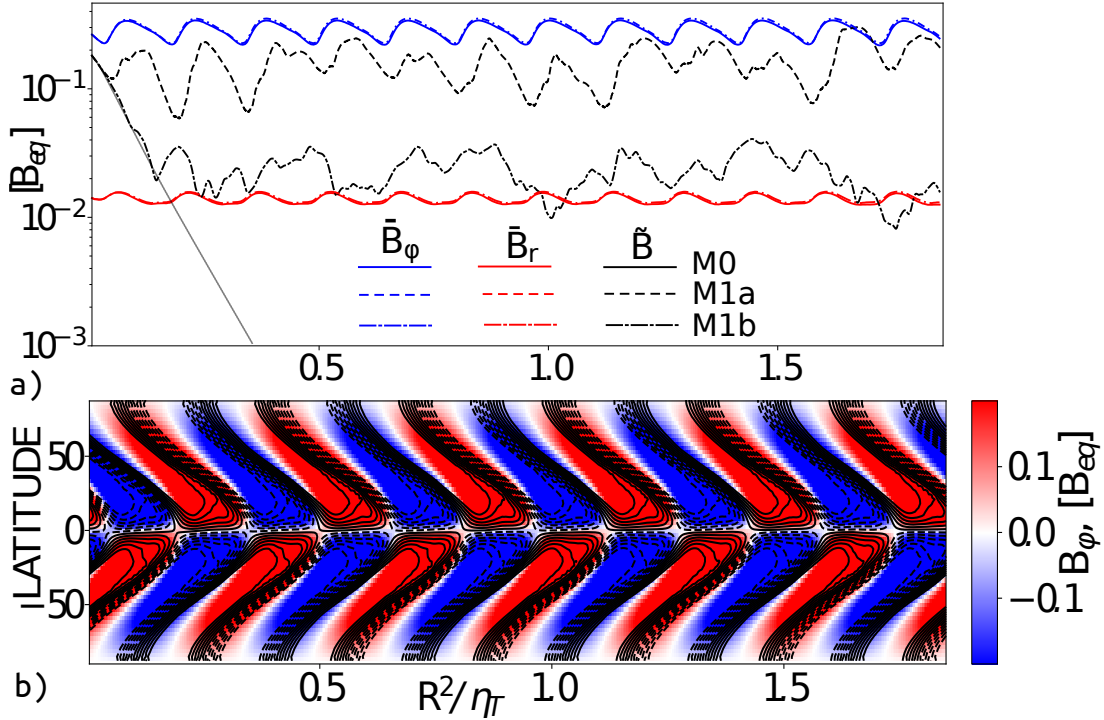 10⁻¹
[B_eq]
10⁻²
10⁻³
B̄_φ B̄_r B̃
M0
M1a
M1b
0.5 1.0 1.5
a)
LATITUDE
50
0
-50
0.5 1.0 1.5
R²/η_T
b)
0.1
0.0
−0.1
B_φ, [B_eq]